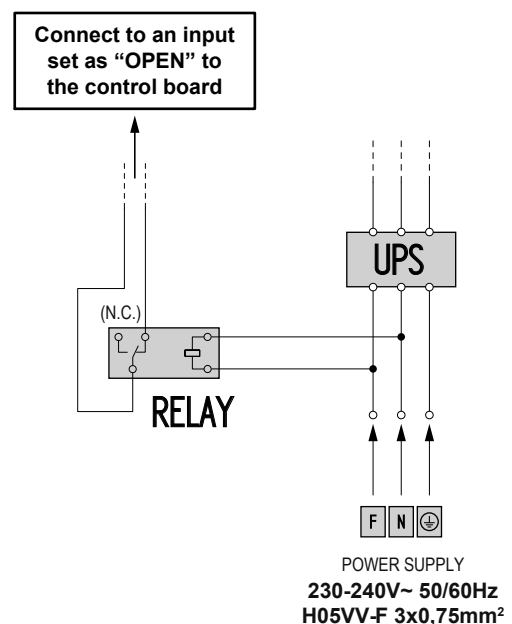 Connect to an input
set as “OPEN” to
the control board
UPS
(N.C.)
RELAY
F N
POWER SUPPLY
230-240V~ 50/60Hz
H05VV-F 3x0,75mm²